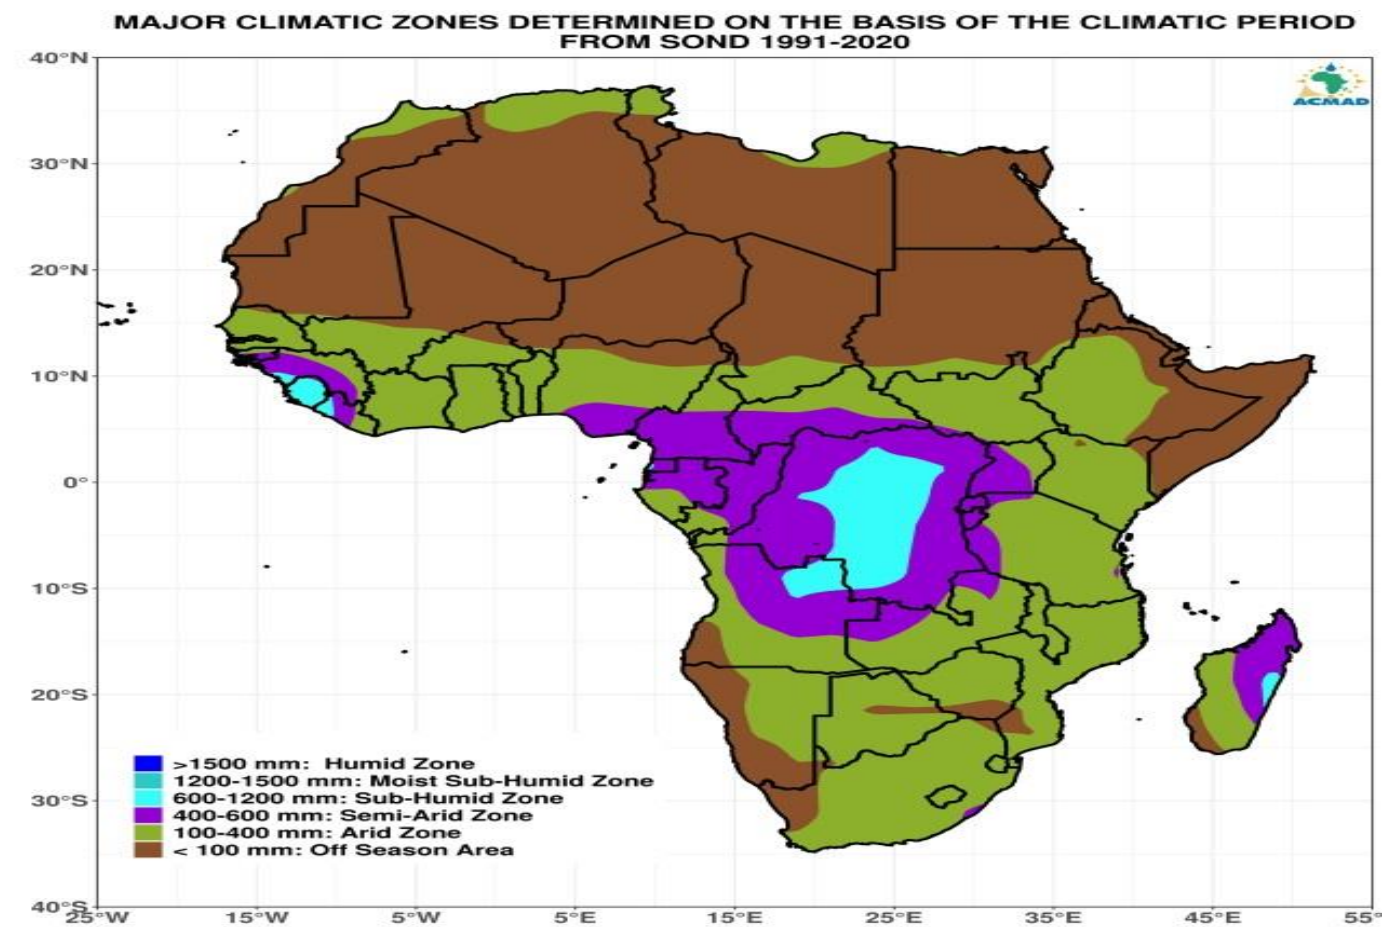 MAJOR CLIMATIC ZONES DETERMINED ON THE BASIS OF THE CLIMATIC PERIOD
FROM SOND 1991-2020
ACMAD
40°N
30°N
20°N
10°N
0°
10°S
20°S
30°S
40°S
>1500 mm: Humid Zone
1200-1500 mm: Moist Sub-Humid Zone
600-1200 mm: Sub-Humid Zone
400-600 mm: Semi-Arid Zone
100-400 mm: Arid Zone
< 100 mm: Off Season Area
25°W 15°W 5°W 5°E 15°E 25°E 35°E 45°E 55°